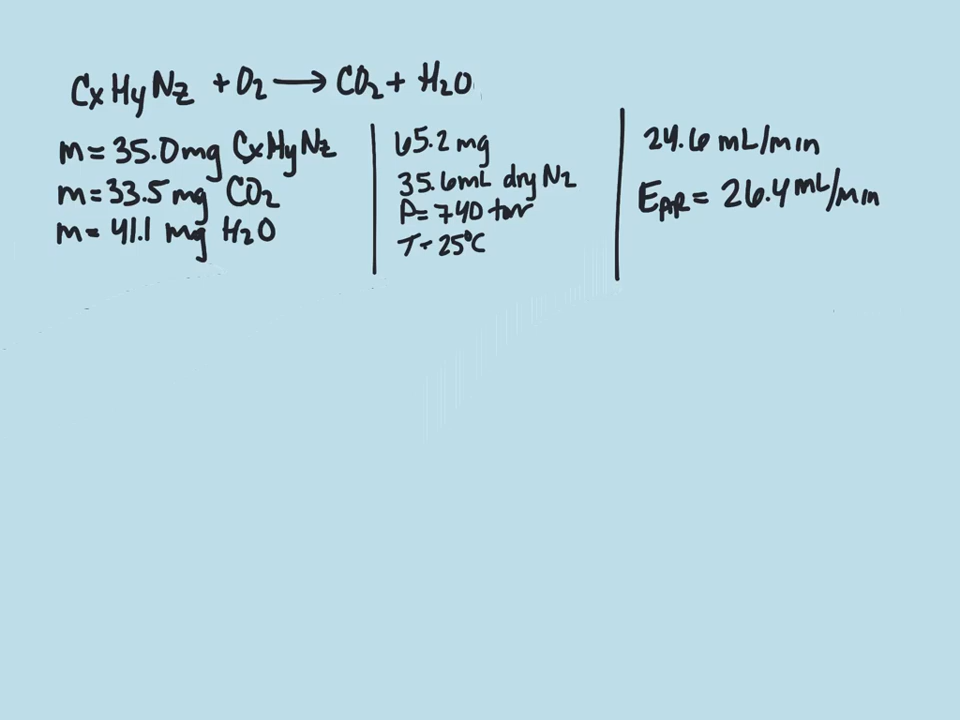 CxHyNz + O2 → CO2 + H2O
m = 35.0mg CxHyNz
m = 33.5 mg CO2
m = 41.1 mg H2O
65.2 mg
35.6mL dry N2
P = 740 torr
T = 25°C
24.6 mL/min
EAR = 26.4 mL/min